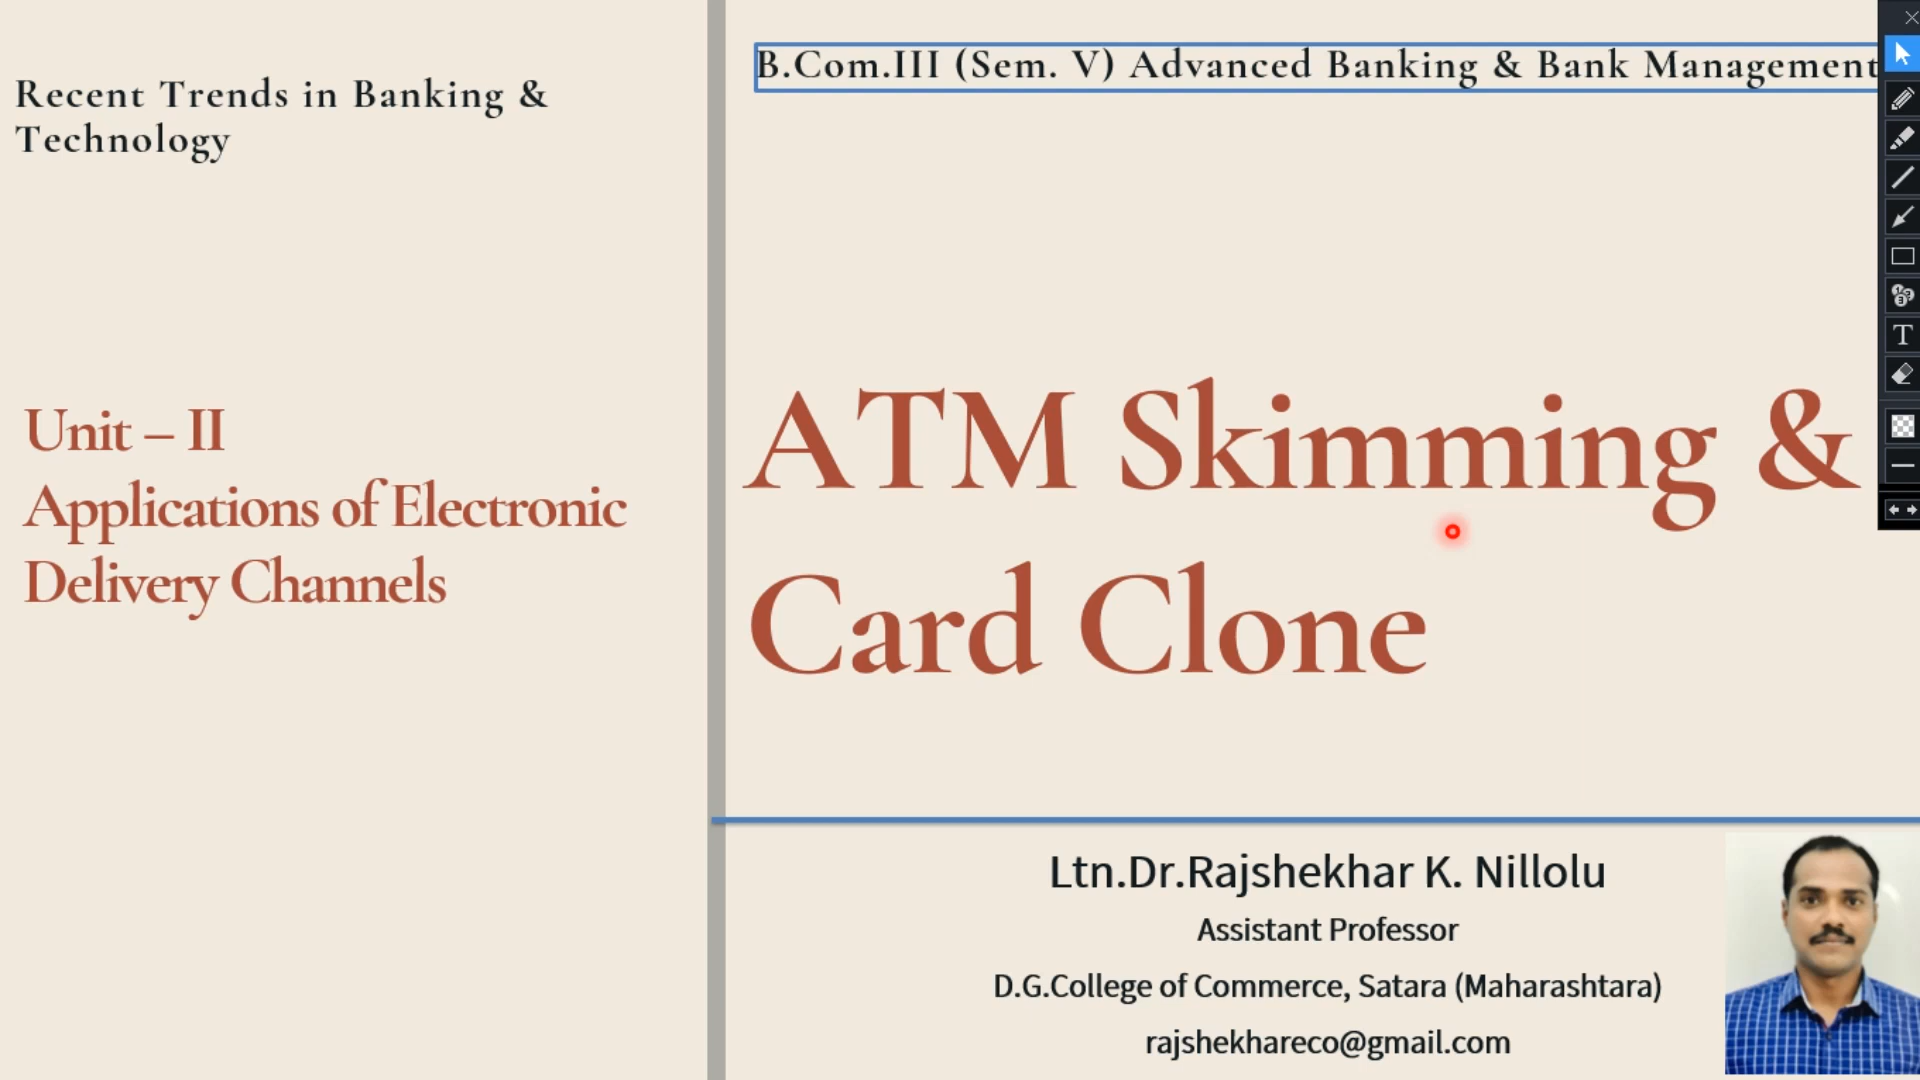 Recent Trends in Banking &
Technology
Unit – II
Applications of Electronic
Delivery Channels
B.Com.III (Sem. V) Advanced Banking & Bank Management
ATM Skimming &
Card Clone
Ltn.Dr.Rajshekhar K. Nillolu
Assistant Professor
D.G.College of Commerce, Satara (Maharashtara)
rajshekhareco@gmail.com